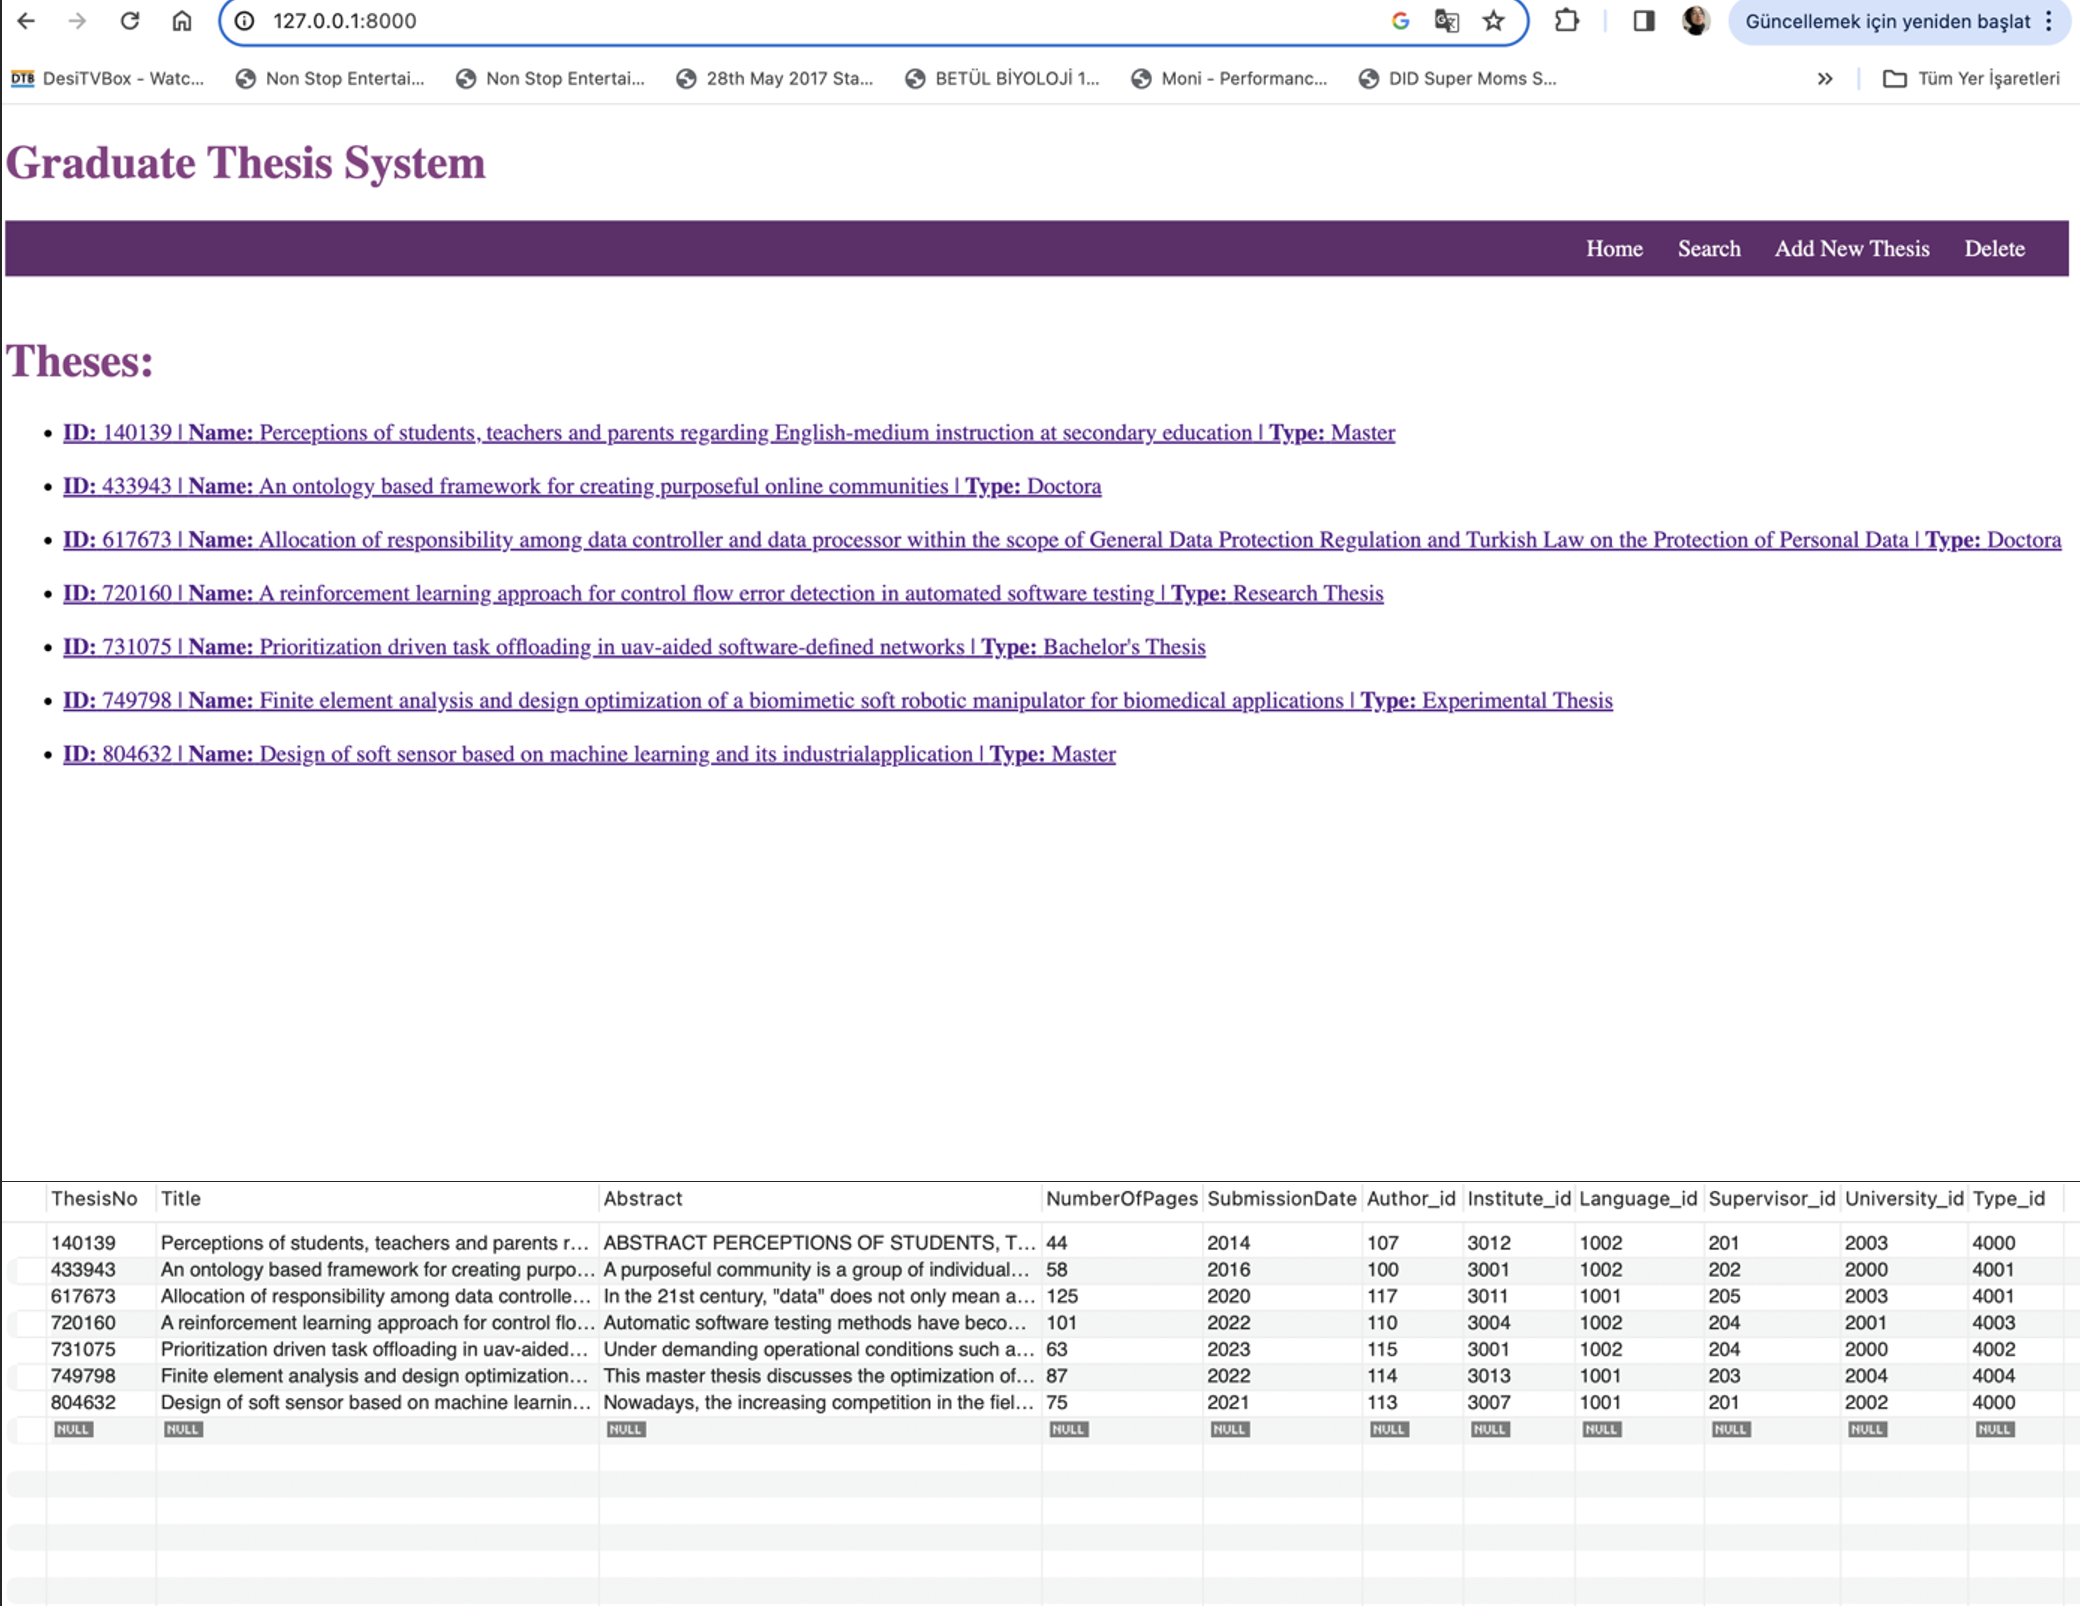 127.0.0.1:8000 Güncellemek için yeniden başlat
DTB DesiTVBox - Watc... Non Stop Entertai... Non Stop Entertai... 28th May 2017 Sta... BETÜL BİYOLOJİ 1... Moni - Performanc... DID Super Moms S... » Tüm Yer İşaretleri
Graduate Thesis System
Home Search Add New Thesis Delete
Theses:
• ID: 140139 | Name: Perceptions of students, teachers and parents regarding English-medium instruction at secondary education | Type: Master
• ID: 433943 | Name: An ontology based framework for creating purposeful online communities | Type: Doctora
• ID: 617673 | Name: Allocation of responsibility among data controller and data processor within the scope of General Data Protection Regulation and Turkish Law on the Protection of Personal Data | Type: Doctora
• ID: 720160 | Name: A reinforcement learning approach for control flow error detection in automated software testing | Type: Research Thesis
• ID: 731075 | Name: Prioritization driven task offloading in uav-aided software-defined networks | Type: Bachelor's Thesis
• ID: 749798 | Name: Finite element analysis and design optimization of a biomimetic soft robotic manipulator for biomedical applications | Type: Experimental Thesis
• ID: 804632 | Name: Design of soft sensor based on machine learning and its industrialapplication | Type: Master
ThesisNo Title Abstract NumberOfPages SubmissionDate Author_id Institute_id Language_id Supervisor_id University_id Type_id
140139 Perceptions of students, teachers and parents r... ABSTRACT PERCEPTIONS OF STUDENTS, T... 44 2014 107 3012 1002 201 2003 4000
433943 An ontology based framework for creating purpo... A purposeful community is a group of individual... 58 2016 100 3001 1002 202 2000 4001
617673 Allocation of responsibility among data controlle... In the 21st century, "data" does not only mean a... 125 2020 117 3011 1001 205 2003 4001
720160 A reinforcement learning approach for control flo... Automatic software testing methods have beco... 101 2022 110 3004 1002 204 2001 4003
731075 Prioritization driven task offloading in uav-aided... Under demanding operational conditions such a... 63 2023 115 3001 1002 204 2000 4002
749798 Finite element analysis and design optimization... This master thesis discusses the optimization of... 87 2022 114 3013 1001 203 2004 4004
804632 Design of soft sensor based on machine learnin... Nowadays, the increasing competition in the fiel... 75 2021 113 3007 1001 201 2002 4000
NULL NULL NULL NULL NULL NULL NULL NULL NULL NULL NULL